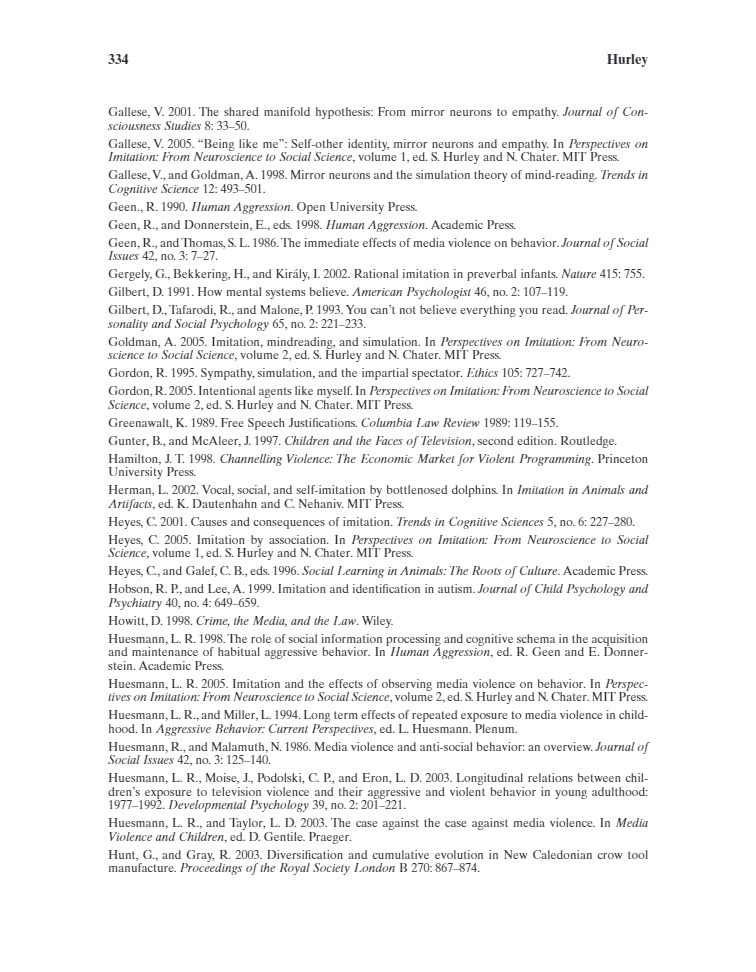 334 Hurley
Gallese, V. 2001. The shared manifold hypothesis: From mirror neurons to empathy. Journal of Con-
sciousness Studies 8: 33–50.
Gallese, V. 2005. “Being like me”: Self-other identity, mirror neurons and empathy. In Perspectives on
Imitation: From Neuroscience to Social Science, volume 1, ed. S. Hurley and N. Chater. MIT Press.
Gallese, V., and Goldman, A. 1998. Mirror neurons and the simulation theory of mind-reading. Trends in
Cognitive Science 12: 493–501.
Geen., R. 1990. Human Aggression. Open University Press.
Geen, R., and Donnerstein, E., eds. 1998. Human Aggression. Academic Press.
Geen, R., and Thomas, S. L. 1986. The immediate effects of media violence on behavior. Journal of Social
Issues 42, no. 3: 7–27.
Gergely, G., Bekkering, H., and Király, I. 2002. Rational imitation in preverbal infants. Nature 415: 755.
Gilbert, D. 1991. How mental systems believe. American Psychologist 46, no. 2: 107–119.
Gilbert, D., Tafarodi, R., and Malone, P. 1993. You can’t not believe everything you read. Journal of Per-
sonality and Social Psychology 65, no. 2: 221–233.
Goldman, A. 2005. Imitation, mindreading, and simulation. In Perspectives on Imitation: From Neuro-
science to Social Science, volume 2, ed. S. Hurley and N. Chater. MIT Press.
Gordon, R. 1995. Sympathy, simulation, and the impartial spectator. Ethics 105: 727–742.
Gordon, R. 2005. Intentional agents like myself. In Perspectives on Imitation: From Neuroscience to Social
Science, volume 2, ed. S. Hurley and N. Chater. MIT Press.
Greenawalt, K. 1989. Free Speech Justifications. Columbia Law Review 1989: 119–155.
Gunter, B., and McAleer, J. 1997. Children and the Faces of Television, second edition. Routledge.
Hamilton, J. T. 1998. Channelling Violence: The Economic Market for Violent Programming. Princeton
University Press.
Herman, L. 2002. Vocal, social, and self-imitation by bottlenosed dolphins. In Imitation in Animals and
Artifacts, ed. K. Dautenhahn and C. Nehaniv. MIT Press.
Heyes, C. 2001. Causes and consequences of imitation. Trends in Cognitive Sciences 5, no. 6: 227–280.
Heyes, C. 2005. Imitation by association. In Perspectives on Imitation: From Neuroscience to Social
Science, volume 1, ed. S. Hurley and N. Chater. MIT Press.
Heyes, C., and Galef, C. B., eds. 1996. Social Learning in Animals: The Roots of Culture. Academic Press.
Hobson, R. P., and Lee, A. 1999. Imitation and identification in autism. Journal of Child Psychology and
Psychiatry 40, no. 4: 649–659.
Howitt, D. 1998. Crime, the Media, and the Law. Wiley.
Huesmann, L. R. 1998. The role of social information processing and cognitive schema in the acquisition
and maintenance of habitual aggressive behavior. In Human Aggression, ed. R. Geen and E. Donner-
stein. Academic Press.
Huesmann, L. R. 2005. Imitation and the effects of observing media violence on behavior. In Perspec-
tives on Imitation: From Neuroscience to Social Science, volume 2, ed. S. Hurley and N. Chater. MIT Press.
Huesmann, L. R., and Miller, L. 1994. Long term effects of repeated exposure to media violence in child-
hood. In Aggressive Behavior: Current Perspectives, ed. L. Huesmann. Plenum.
Huesmann, R., and Malamuth, N. 1986. Media violence and anti-social behavior: an overview. Journal of
Social Issues 42, no. 3: 125–140.
Huesmann, L. R., Moise, J., Podolski, C. P., and Eron, L. D. 2003. Longitudinal relations between chil-
dren’s exposure to television violence and their aggressive and violent behavior in young adulthood:
1977–1992. Developmental Psychology 39, no. 2: 201–221.
Huesmann, L. R., and Taylor, L. D. 2003. The case against the case against media violence. In Media
Violence and Children, ed. D. Gentile. Praeger.
Hunt, G., and Gray, R. 2003. Diversification and cumulative evolution in New Caledonian crow tool
manufacture. Proceedings of the Royal Society London B 270: 867–874.